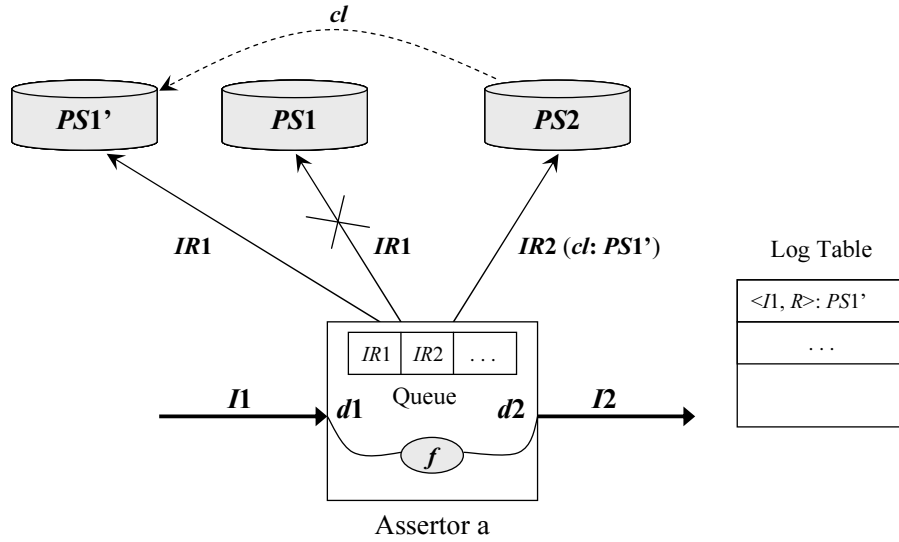 cl
PS1’ PS1 PS2
IR1 IR1 IR2 (cl: PS1’)
Log Table
<I1, R>: PS1’
. . .
IR1 IR2 . . .
Queue
I1 d1 d2 I2
f
Assertor a